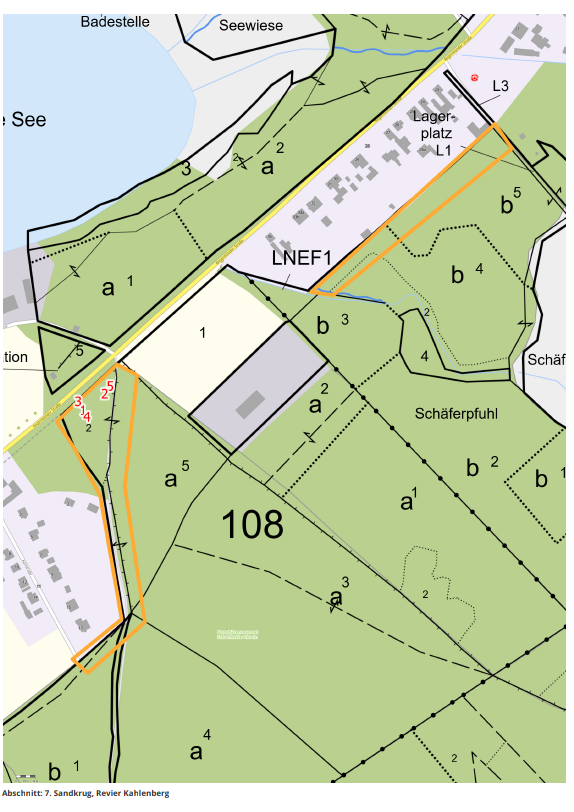 Badestelle
Seewiese
e See
L3
Lager-
platz
L1
3
2
a 2
b 5
LNEF1
b 4
a 1
2
1
b 3
4
5
ation
Schäf
3
2 5
1
4
2
a 2
Schäferpfuhl
a 5
b 2
b 1
a 1
108
a 3
2
a 4
b 1
2
Abschnitt: 7. Sandkrug, Revier Kahlenberg